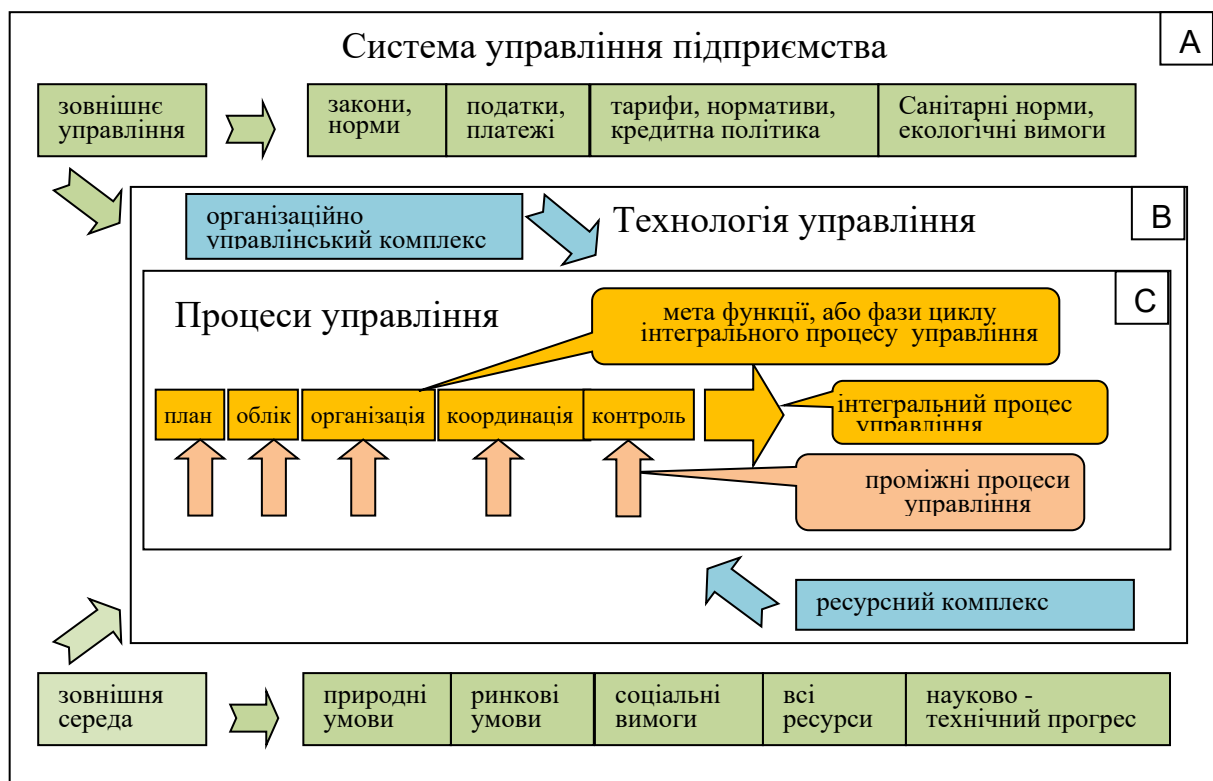 Система управління підприємства
А
зовнішнє
управління
закони,
норми
податки,
платежі
тарифи, нормативи,
кредитна політика
Санітарні норми,
екологічні вимоги
організаційно
управлінський комплекс
Технологія управління
В
Процеси управління
С
мета функції, або фази циклу
інтегрального процесу управління
план
облік
організація
координація
контроль
інтегральний процес
управління
проміжні процеси
управління
ресурсний комплекс
зовнішня
середа
природні
умови
ринкові
умови
соціальні
вимоги
всі
ресурси
науково -
технічний прогрес